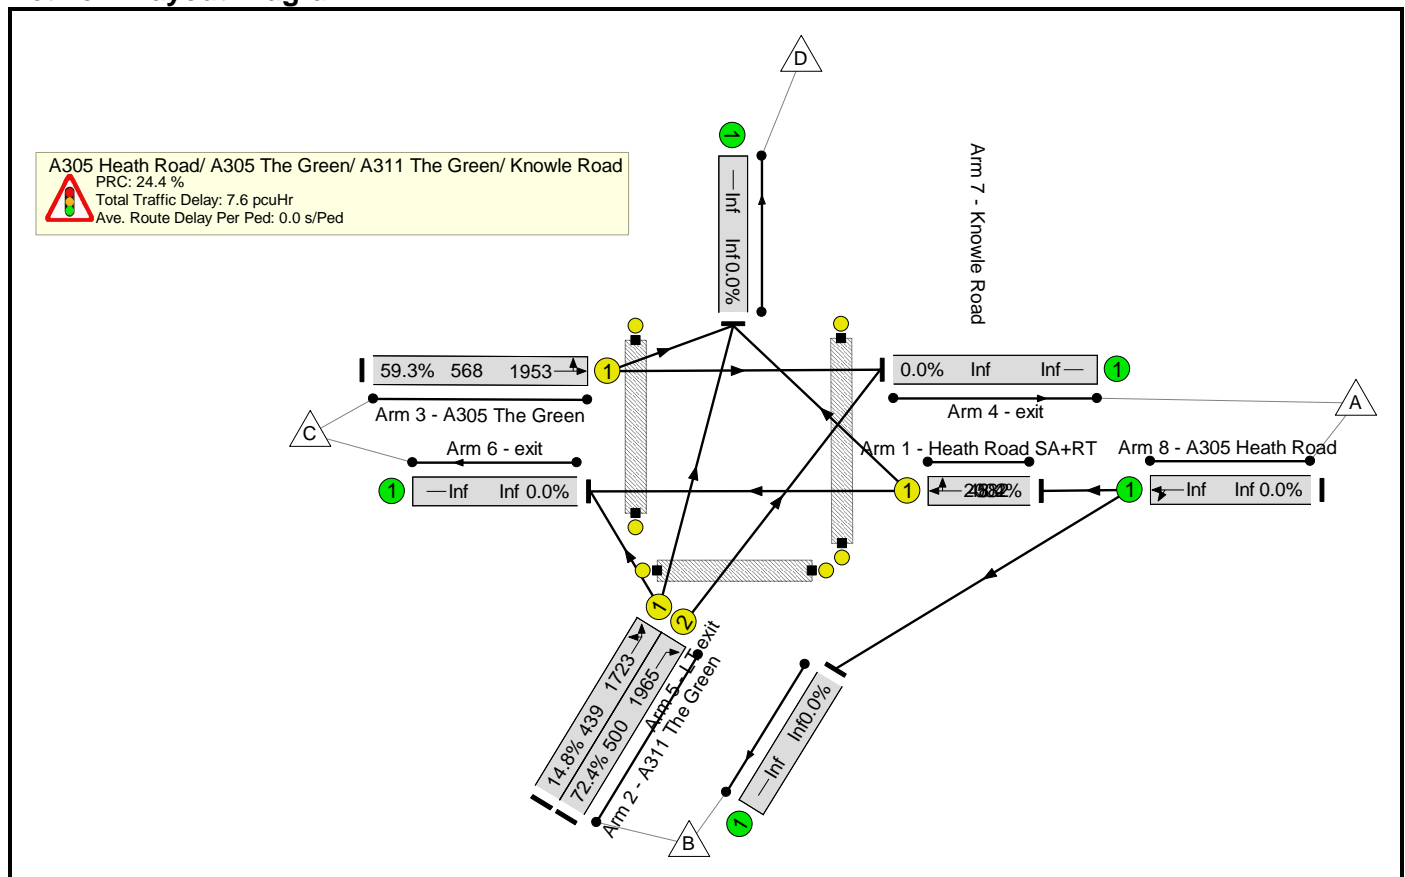 D
A305 Heath Road/ A305 The Green/ A311 The Green/ Knowle Road
PRC: 24.4 %
Total Traffic Delay: 7.6 pcuHr
Ave. Route Delay Per Ped: 0.0 s/Ped
1
Inf Inf 0.0%
Arm 7 - Knowle Road
59.3% 568 1953
1
Arm 3 - A305 The Green
0.0% Inf Inf
1
Arm 4 - exit
A
C
Arm 6 - exit
1
Inf Inf 0.0%
Arm 1 - Heath Road SA+RT
1
Arm 8 - A305 Heath Road
1
Inf Inf 0.0%
1
2
14.8% 439 1723
72.4% 500 1965
Arm 5 - LT exit
Arm 2 - A311 The Green
Inf Inf 0.0%
1
B